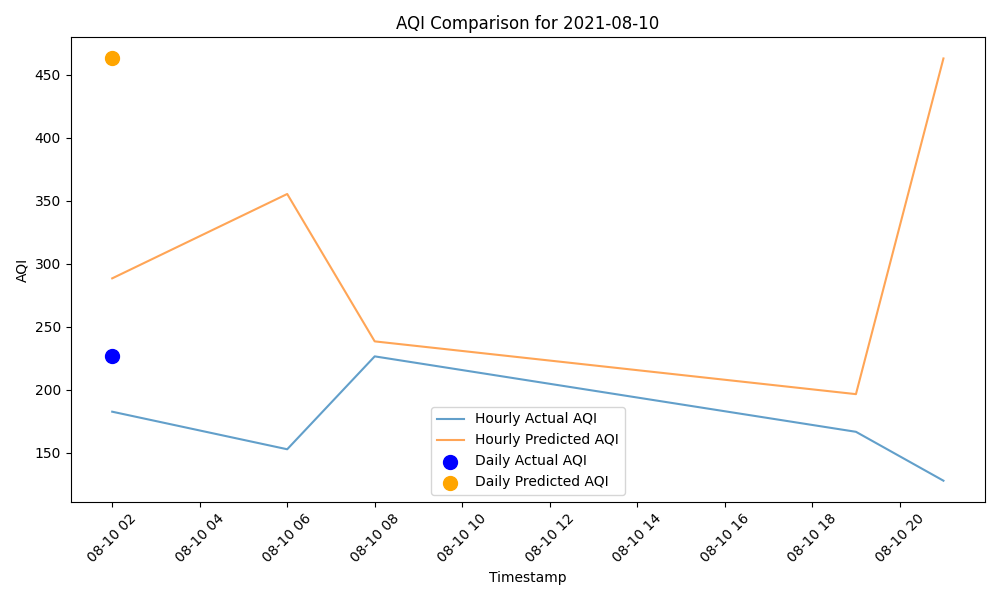 AQI Comparison for 2021-08-10
AQI
450
400
350
300
250
200
150
Hourly Actual AQI
Hourly Predicted AQI
Daily Actual AQI
Daily Predicted AQI
08-10 02
08-10 04
08-10 06
08-10 08
08-10 10
08-10 12
08-10 14
08-10 16
08-10 18
08-10 20
Timestamp